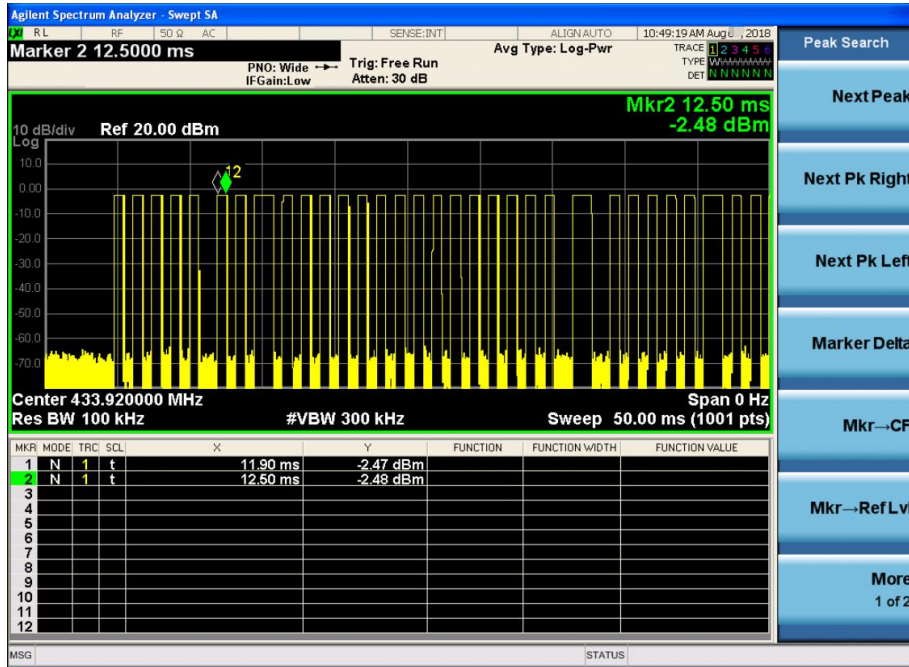 Agilent Spectrum Analyzer - Swept SA
LXI RL RF 50 Ω AC SENSE:INT ALIGN AUTO 10:49:19 AM Aug , 2018
Marker 2 12.5000 ms
PNO: Wide
IFGain:Low
Trig: Free Run
Atten: 30 dB
Avg Type: Log-Pwr
TRACE 1 2 3 4 5 6
TYPE W
DET N N N N N N
Peak Search
Mkr2 12.50 ms
-2.48 dBm
10 dB/div Ref 20.00 dBm
Log
10.0
0.00
-10.0
-20.0
-30.0
-40.0
-50.0
-60.0
-70.0
12
Center 433.920000 MHz
Span 0 Hz
Res BW 100 kHz
#VBW 300 kHz
Sweep 50.00 ms (1001 pts)
MKR MODE TRC SCL X Y FUNCTION FUNCTION WIDTH FUNCTION VALUE
1 N 1 t 11.90 ms -2.47 dBm
2 N 1 t 12.50 ms -2.48 dBm
3
4
5
6
7
8
9
10
11
12
MSG STATUS
Next Peak
Next Pk Right
Next Pk Left
Marker Delta
Mkr→CF
Mkr→Ref Lvl
More
1 of 2